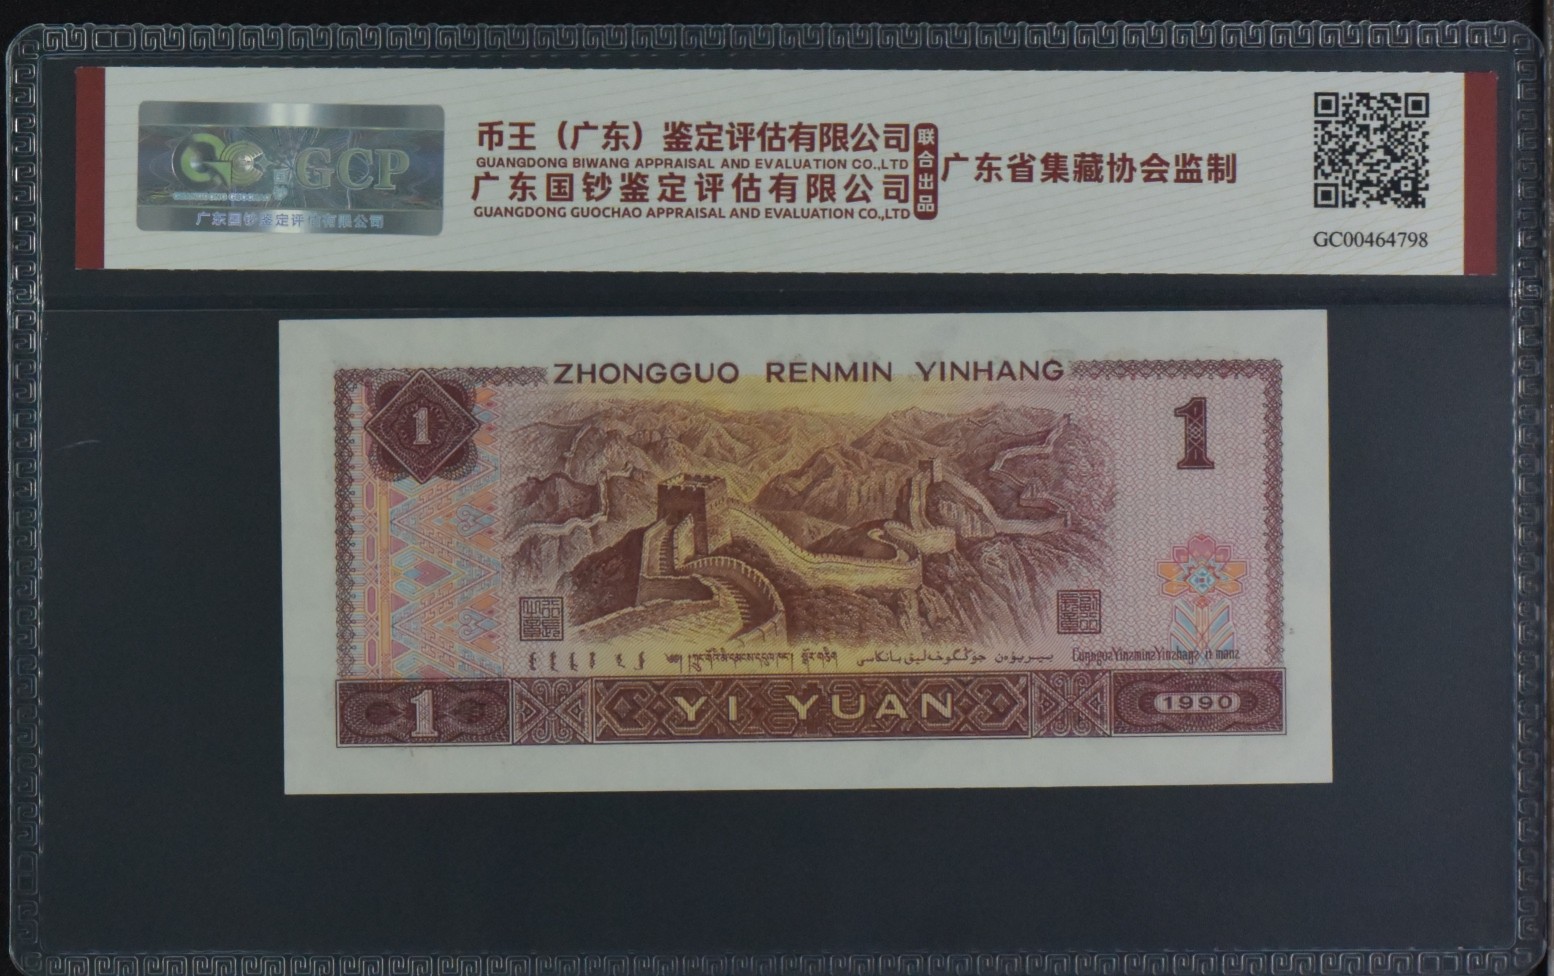 GCP
广东国钞鉴定评估有限公司
币王（广东）鉴定评估有限公司
GUANGDONG BIWANG APPRAISAL AND EVALUATION CO.,LTD
广东国钞鉴定评估有限公司
GUANGDONG GUOCHAO APPRAISAL AND EVALUATION CO.,LTD
联合出品
广东省集藏协会监制
GC00464798
ZHONGGUO RENMIN YINHANG
1
1
1
YI YUAN
1990